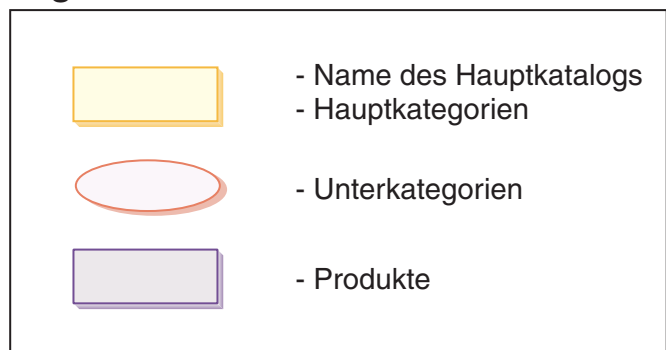 - Name des Hauptkatalogs
- Hauptkategorien
- Unterkategorien
- Produkte